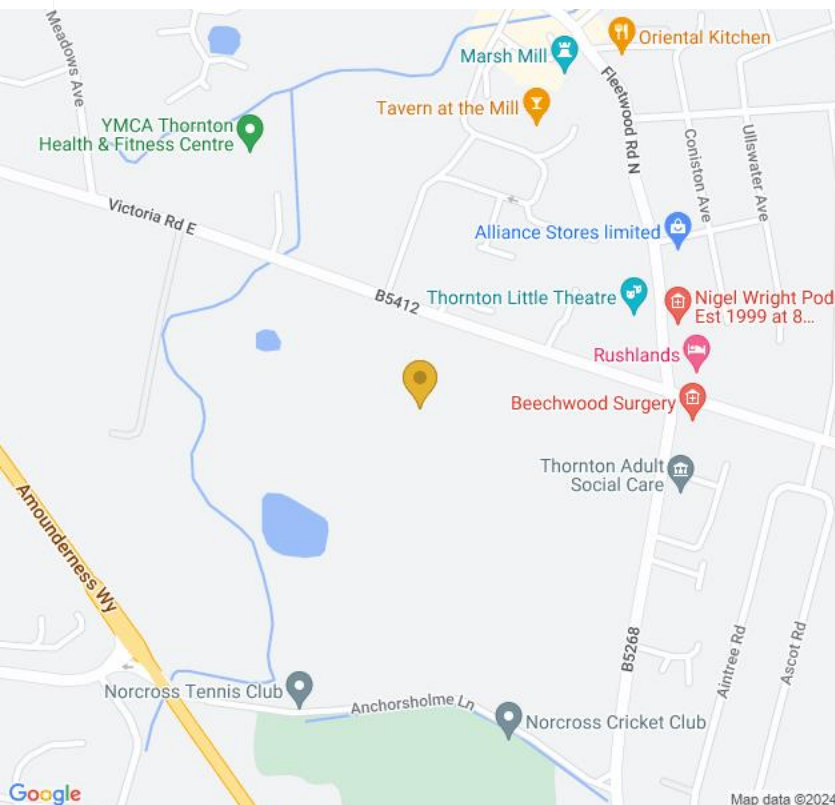 Meadows Ave
Marsh Mill
Oriental Kitchen
Tavern at the Mill
Fleetwood Rd N
YMCA Thornton
Health & Fitness Centre
Coniston Ave
Ullswater Ave
Victoria Rd E
Alliance Stores limited
B5412
Thornton Little Theatre
Nigel Wright Pod
Est 1999 at 8...
Rushlands
Beechwood Surgery
Thornton Adult
Social Care
Amounderness Wy
B5268
Aintree Rd
Ascot Rd
Norcross Tennis Club
Anchorsholme Ln
Norcross Cricket Club
Google
Map data ©2024